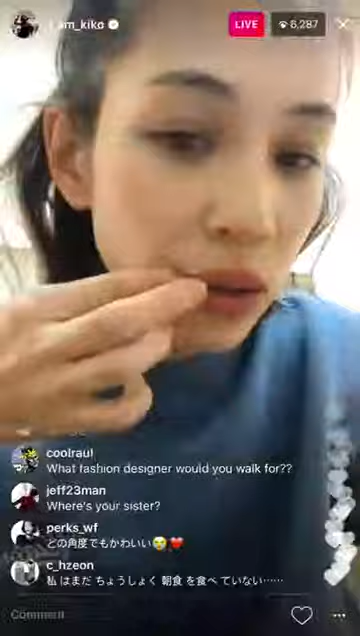 i_am_kiko
LIVE
6,287
coolraul
What fashion designer would you walk for??
jeff23man
Where's your sister?
perks_wf
どの角度でもかわいい😭❤️
c_hzeon
私 はまだ ちょうしょく 朝食 を食べ ていない……
Comment